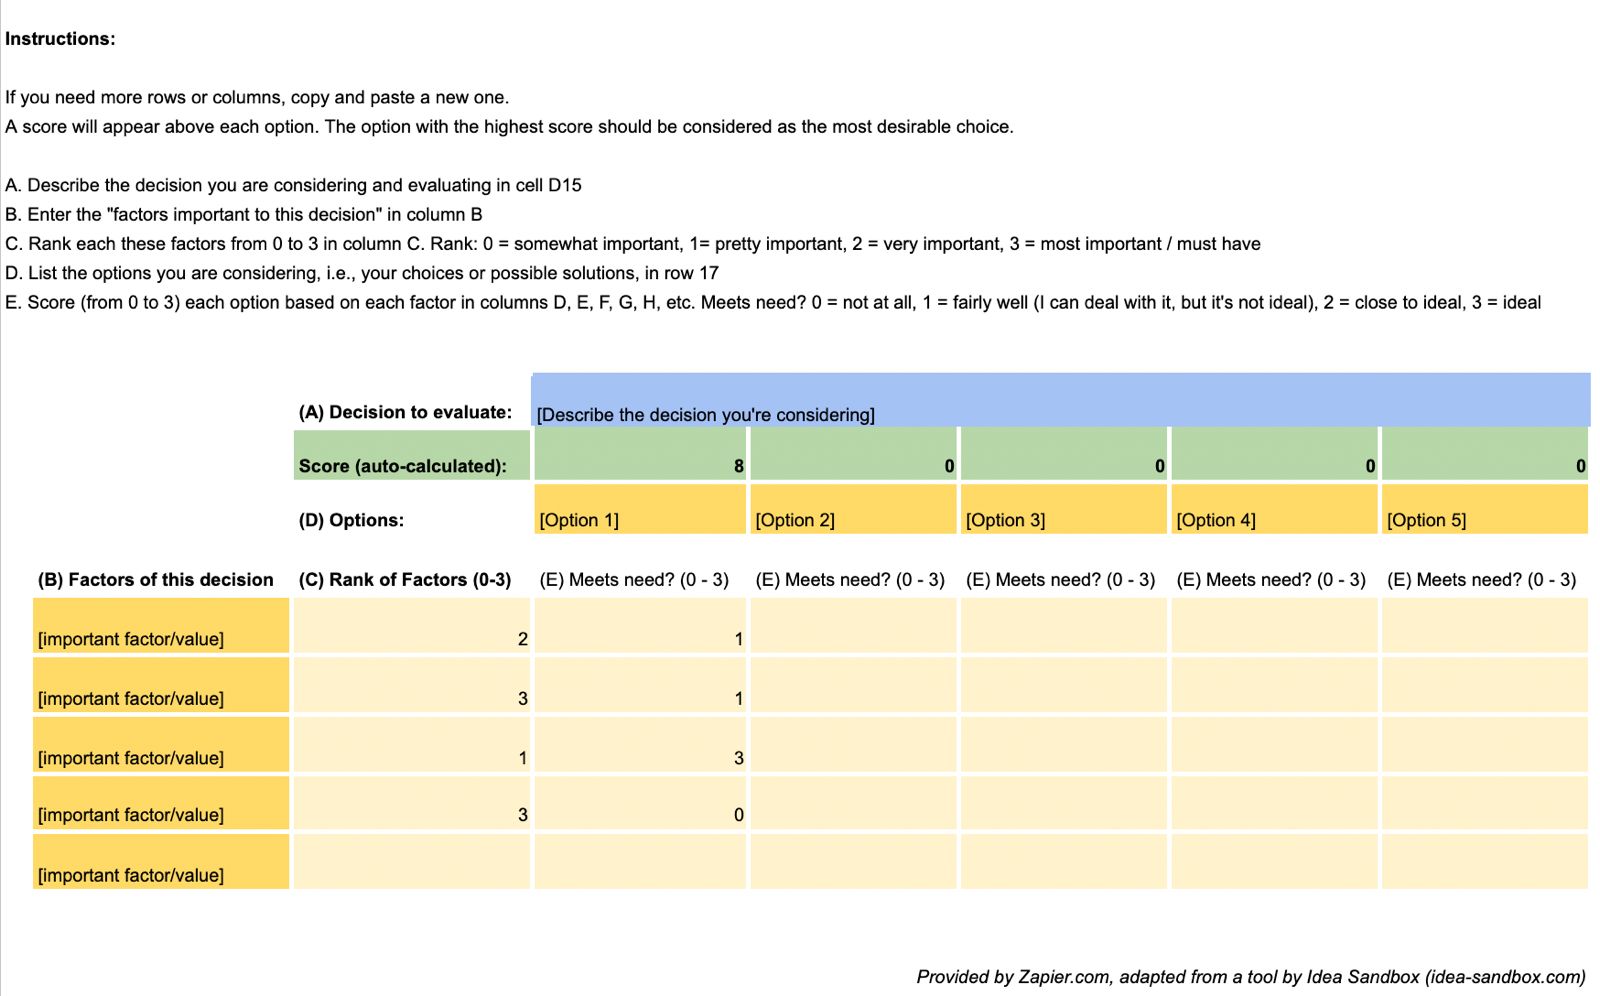 Instructions:
If you need more rows or columns, copy and paste a new one.
A score will appear above each option. The option with the highest score should be considered as the most desirable choice.
A. Describe the decision you are considering and evaluating in cell D15
B. Enter the "factors important to this decision" in column B
C. Rank each these factors from 0 to 3 in column C. Rank: 0 = somewhat important, 1= pretty important, 2 = very important, 3 = most important / must have
D. List the options you are considering, i.e., your choices or possible solutions, in row 17
E. Score (from 0 to 3) each option based on each factor in columns D, E, F, G, H, etc. Meets need? 0 = not at all, 1 = fairly well (I can deal with it, but it's not ideal), 2 = close to ideal, 3 = ideal
(A) Decision to evaluate: [Describe the decision you're considering]
Score (auto-calculated): 8 0 0 0 0
(D) Options: [Option 1] [Option 2] [Option 3] [Option 4] [Option 5]
(B) Factors of this decision (C) Rank of Factors (0-3) (E) Meets need? (0 - 3) (E) Meets need? (0 - 3) (E) Meets need? (0 - 3) (E) Meets need? (0 - 3) (E) Meets need? (0 - 3)
[important factor/value] 2 1
[important factor/value] 3 1
[important factor/value] 1 3
[important factor/value] 3 0
[important factor/value]
Provided by Zapier.com, adapted from a tool by Idea Sandbox (idea-sandbox.com)